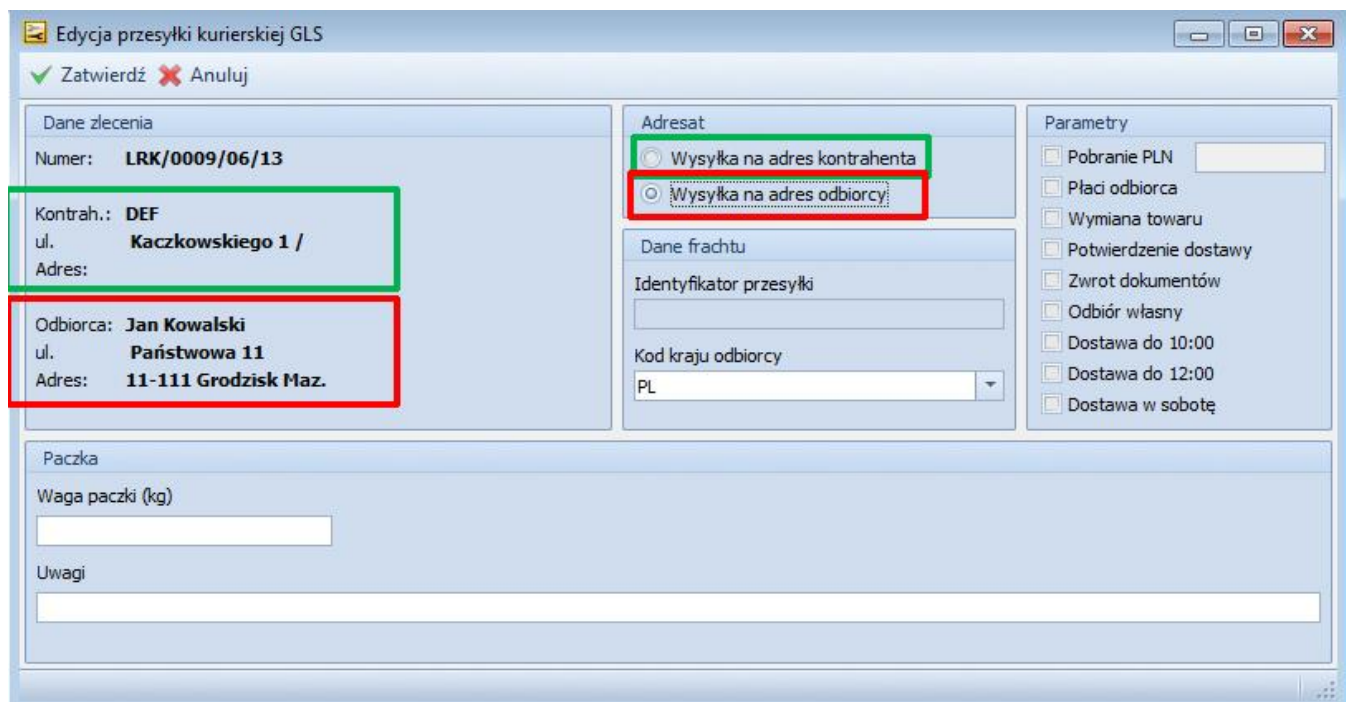 Edycja przesyłki kurierskiej GLS
Zatwierdź Anuluj
Dane zlecenia
Numer: LRK/0009/06/13
Kontrah.: DEF
ul. Kaczkowskiego 1 /
Adres:
Odbiorca: Jan Kowalski
ul. Państwowa 11
Adres: 11-111 Grodzisk Maz.
Adresat
Wysyłka na adres kontrahenta
Wysyłka na adres odbiorcy
Dane frachtu
Identyfikator przesyłki
Kod kraju odbiorcy
PL
Parametry
Pobranie PLN
Płaci odbiorca
Wymiana towaru
Potwierdzenie dostawy
Zwrot dokumentów
Odbiór własny
Dostawa do 10:00
Dostawa do 12:00
Dostawa w sobotę
Paczka
Waga paczki (kg)
Uwagi